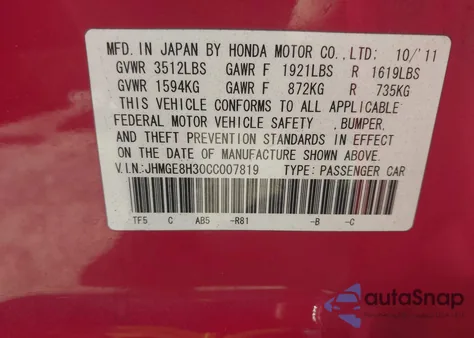 MFD. IN JAPAN BY HONDA MOTOR CO.,LTD: 10/'11
GVWR 3512LBS GAWR F 1921LBS R 1619LBS
GVWR 1594KG GAWR F 872KG R 735KG
THIS VEHICLE CONFORMS TO ALL APPLICABLE
FEDERAL MOTOR VEHICLE SAFETY ,BUMPER,
AND THEFT PREVENTION STANDARDS IN EFFECT
ON THE DATE OF MANUFACTURE SHOWN ABOVE.
V.I.N.:JHMGE8H30CC007819 TYPE: PASSENGER CAR
TF5 C AB5 -R81 -B -C
autoSnap